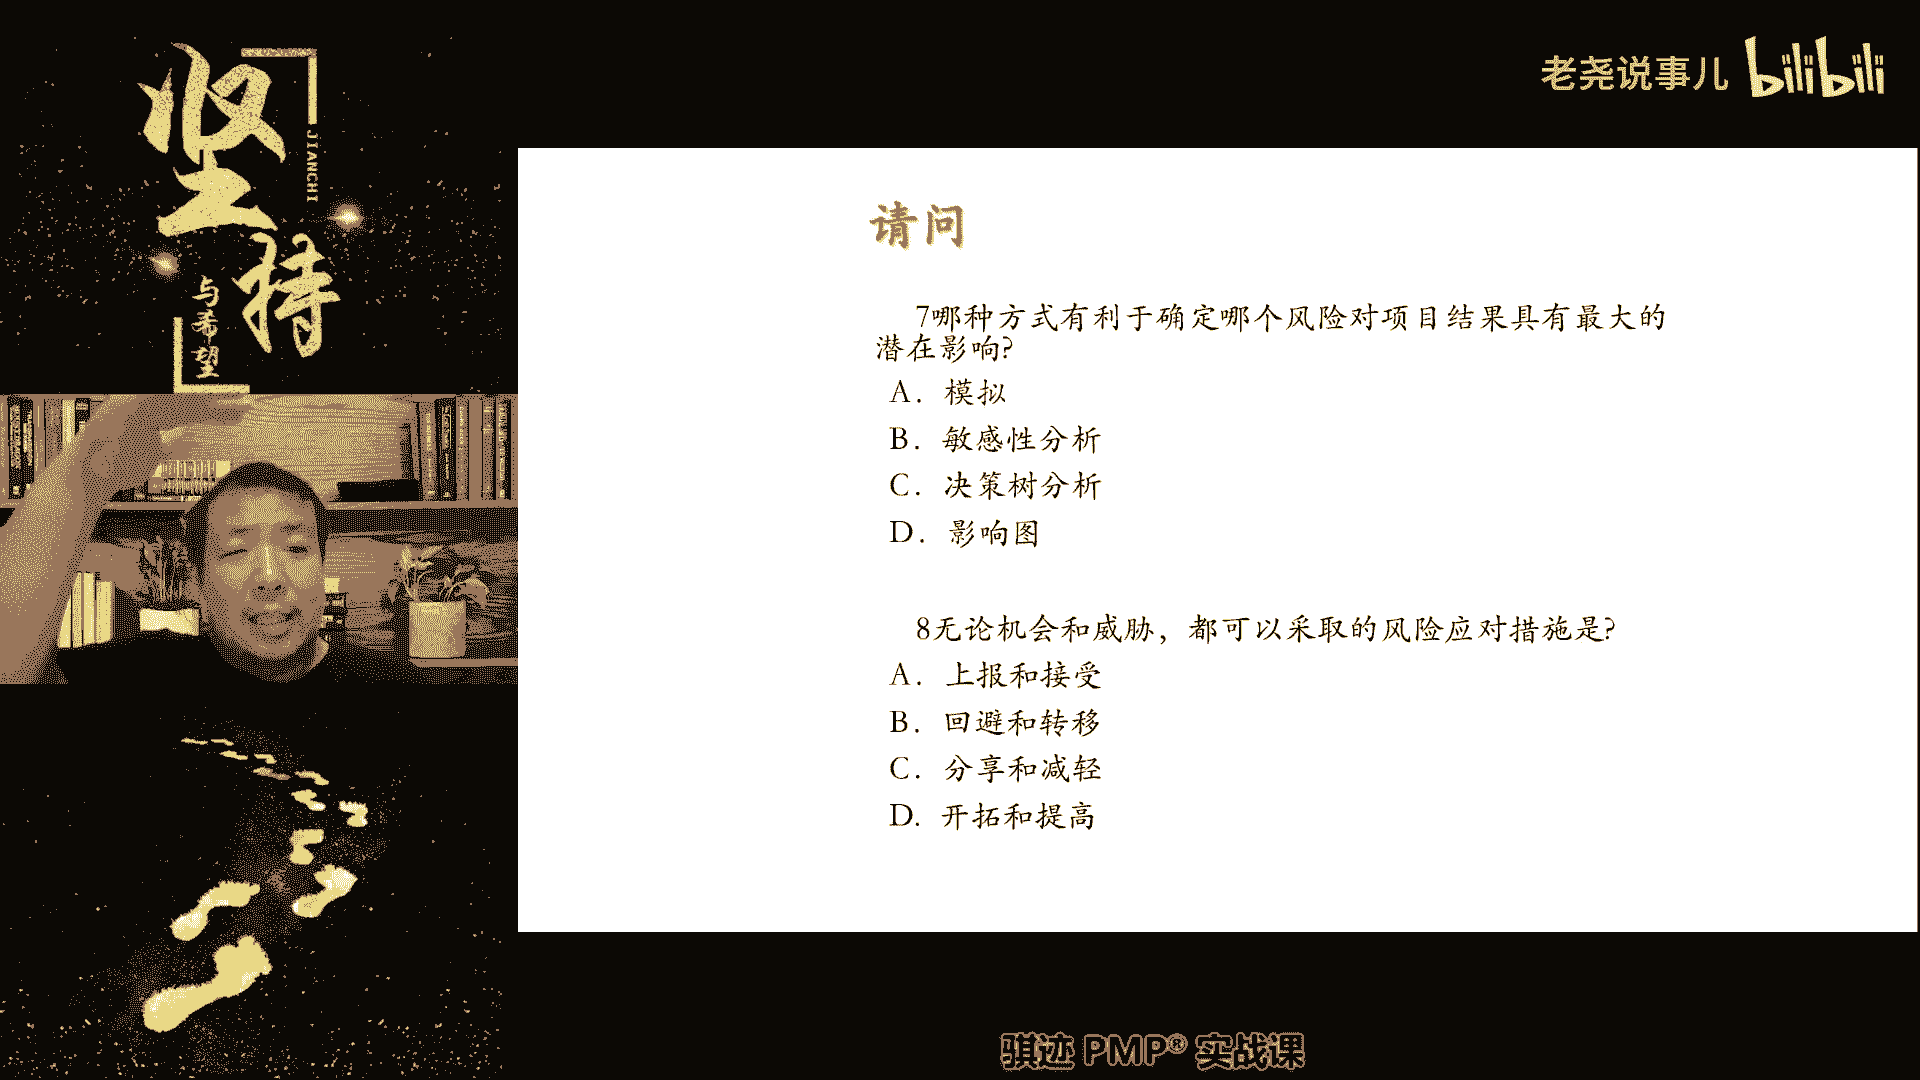 坚持
JIANCHI
与希望
老尧说事儿 bilibili
请问
7哪种方式有利于确定哪个风险对项目结果具有最大的
潜在影响?
A. 模拟
B. 敏感性分析
C. 决策树分析
D. 影响图
8无论机会和威胁，都可以采取的风险应对措施是?
A. 上报和接受
B. 回避和转移
C. 分享和减轻
D. 开拓和提高
骐迹 PMP® 实战课